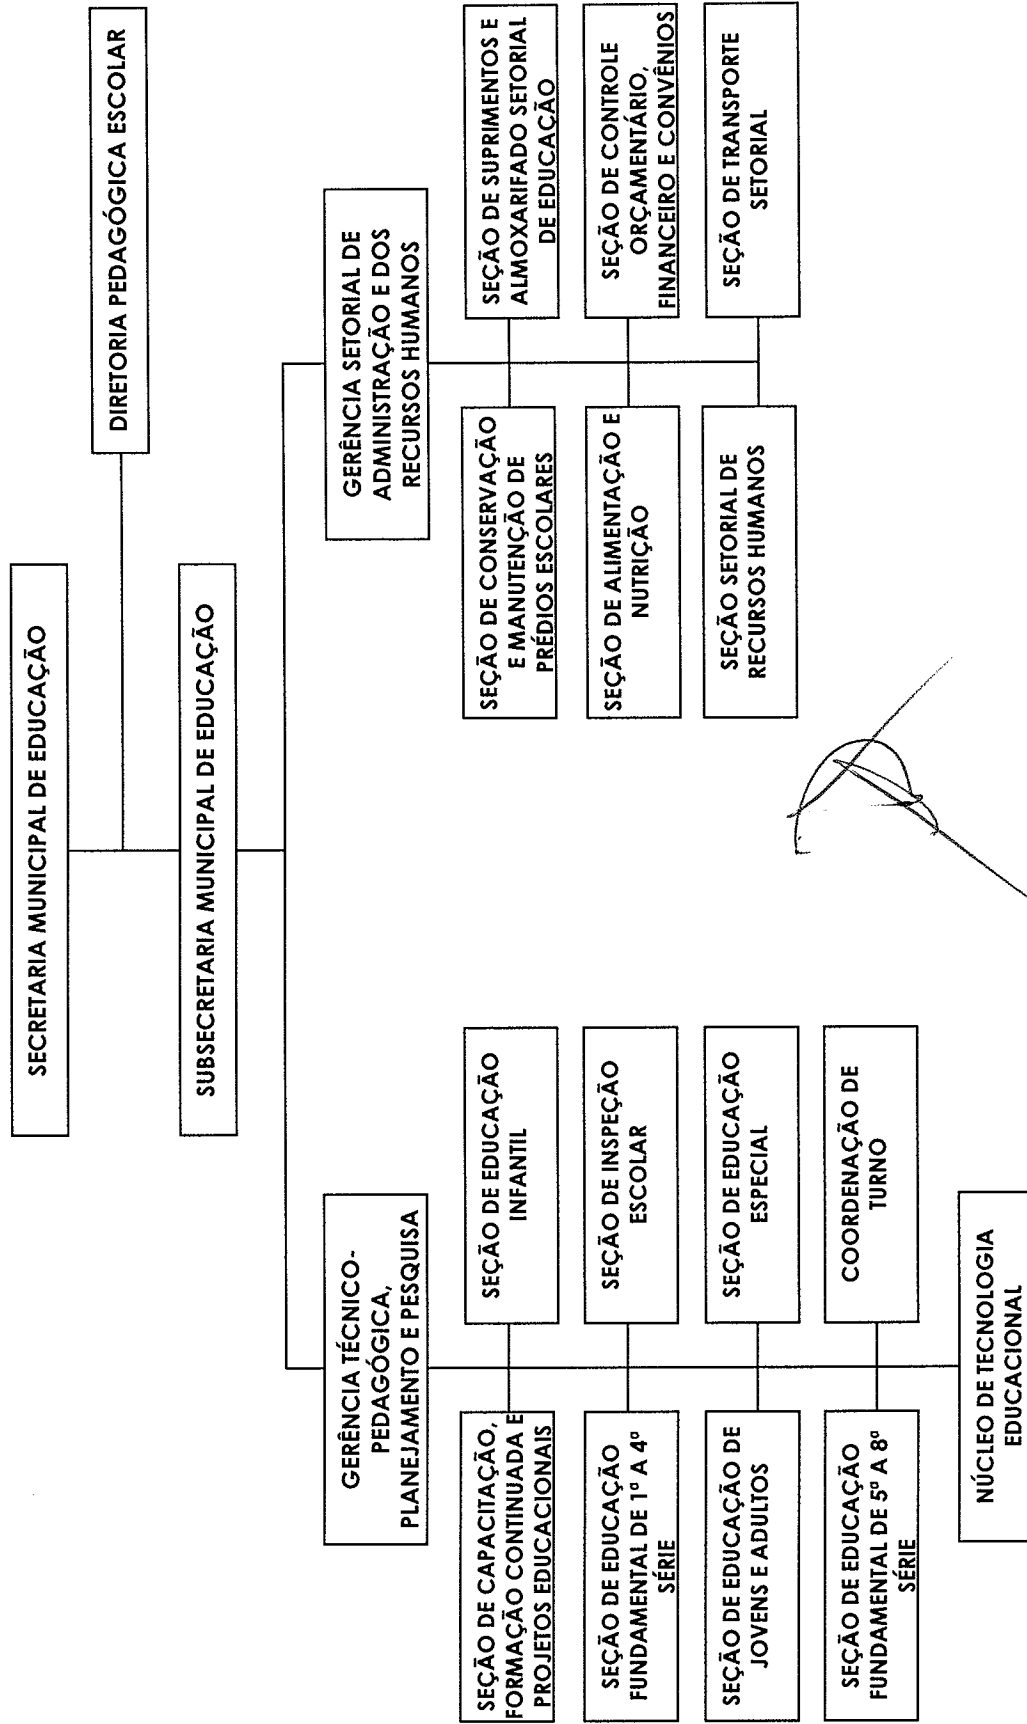 SECRETARIA MUNICIPAL DE EDUCAÇÃO
DIRETORIA PEDAGÓGICA ESCOLAR
SUBSECRETARIA MUNICIPAL DE EDUCAÇÃO
GERÊNCIA TÉCNICO-
PEDAGÓGICA,
PLANEJAMENTO E PESQUISA
SEÇÃO DE CAPACITAÇÃO,
FORMAÇÃO CONTINUADA E
PROJETOS EDUCACIONAIS
SEÇÃO DE EDUCAÇÃO
INFANTIL
SEÇÃO DE EDUCAÇÃO
FUNDAMENTAL DE 1ª A 4ª
SÉRIE
SEÇÃO DE INSPEÇÃO
ESCOLAR
SEÇÃO DE EDUCAÇÃO DE
JOVENS E ADULTOS
SEÇÃO DE EDUCAÇÃO
ESPECIAL
SEÇÃO DE EDUCAÇÃO
FUNDAMENTAL DE 5ª A 8ª
SÉRIE
COORDENAÇÃO DE
TURNO
NÚCLEO DE TECNOLOGIA
EDUCACIONAL
GERÊNCIA SETORIAL DE
ADMINISTRAÇÃO E DOS
RECURSOS HUMANOS
SEÇÃO DE CONSERVAÇÃO
E MANUTENÇÃO DE
PRÉDIOS ESCOLARES
SEÇÃO DE SUPRIMENTOS E
ALMOXARIFADO SETORIAL
DE EDUCAÇÃO
SEÇÃO DE ALIMENTAÇÃO E
NUTRIÇÃO
SEÇÃO DE CONTROLE
ORÇAMENTÁRIO,
FINANCEIRO E CONVÊNIOS
SEÇÃO SETORIAL DE
RECURSOS HUMANOS
SEÇÃO DE TRANSPORTE
SETORIAL